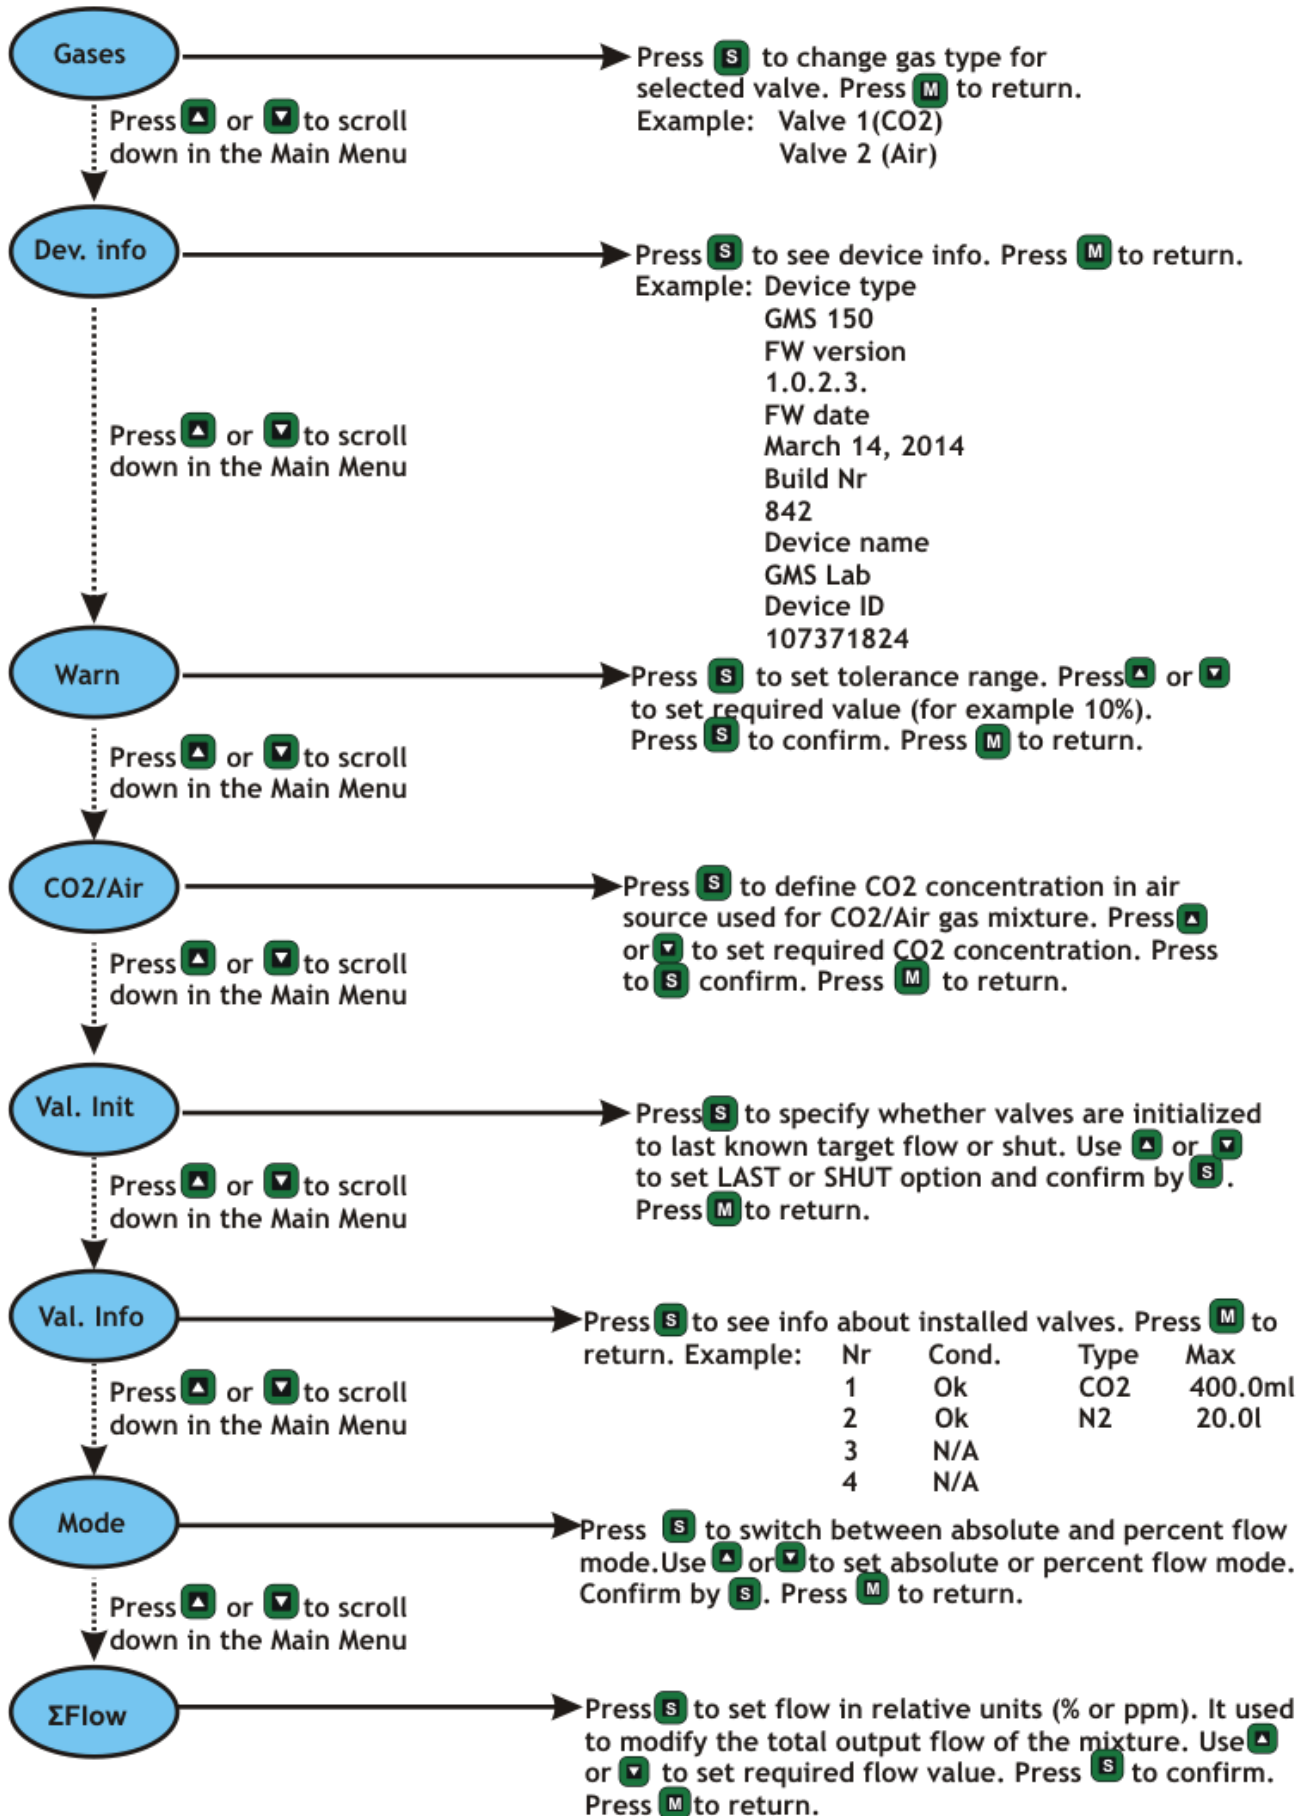 Gases
Press S to change gas type for
selected valve. Press M to return.
Example: Valve 1(CO2)
Valve 2 (Air)
Press ▲ or ▼ to scroll
down in the Main Menu
Dev. info
Press S to see device info. Press M to return.
Example: Device type
GMS 150
FW version
1.0.2.3.
FW date
March 14, 2014
Build Nr
842
Device name
GMS Lab
Device ID
107371824
Press ▲ or ▼ to scroll
down in the Main Menu
Warn
Press S to set tolerance range. Press ▲ or ▼
to set required value (for example 10%).
Press S to confirm. Press M to return.
Press ▲ or ▼ to scroll
down in the Main Menu
CO2/Air
Press S to define CO2 concentration in air
source used for CO2/Air gas mixture. Press ▲
or ▼ to set required CO2 concentration. Press
to S confirm. Press M to return.
Press ▲ or ▼ to scroll
down in the Main Menu
Val. Init
Press S to specify whether valves are initialized
to last known target flow or shut. Use ▲ or ▼
to set LAST or SHUT option and confirm by S.
Press M to return.
Press ▲ or ▼ to scroll
down in the Main Menu
Val. Info
Press S to see info about installed valves. Press M to
return. Example: Nr Cond. Type Max
1 Ok CO2 400.0ml
2 Ok N2 20.0l
3 N/A
4 N/A
Press ▲ or ▼ to scroll
down in the Main Menu
Mode
Press S to switch between absolute and percent flow
mode.Use ▲ or ▼ to set absolute or percent flow mode.
Confirm by S. Press M to return.
Press ▲ or ▼ to scroll
down in the Main Menu
ΣFlow
Press S to set flow in relative units (% or ppm). It used
to modify the total output flow of the mixture. Use ▲
or ▼ to set required flow value. Press S to confirm.
Press M to return.